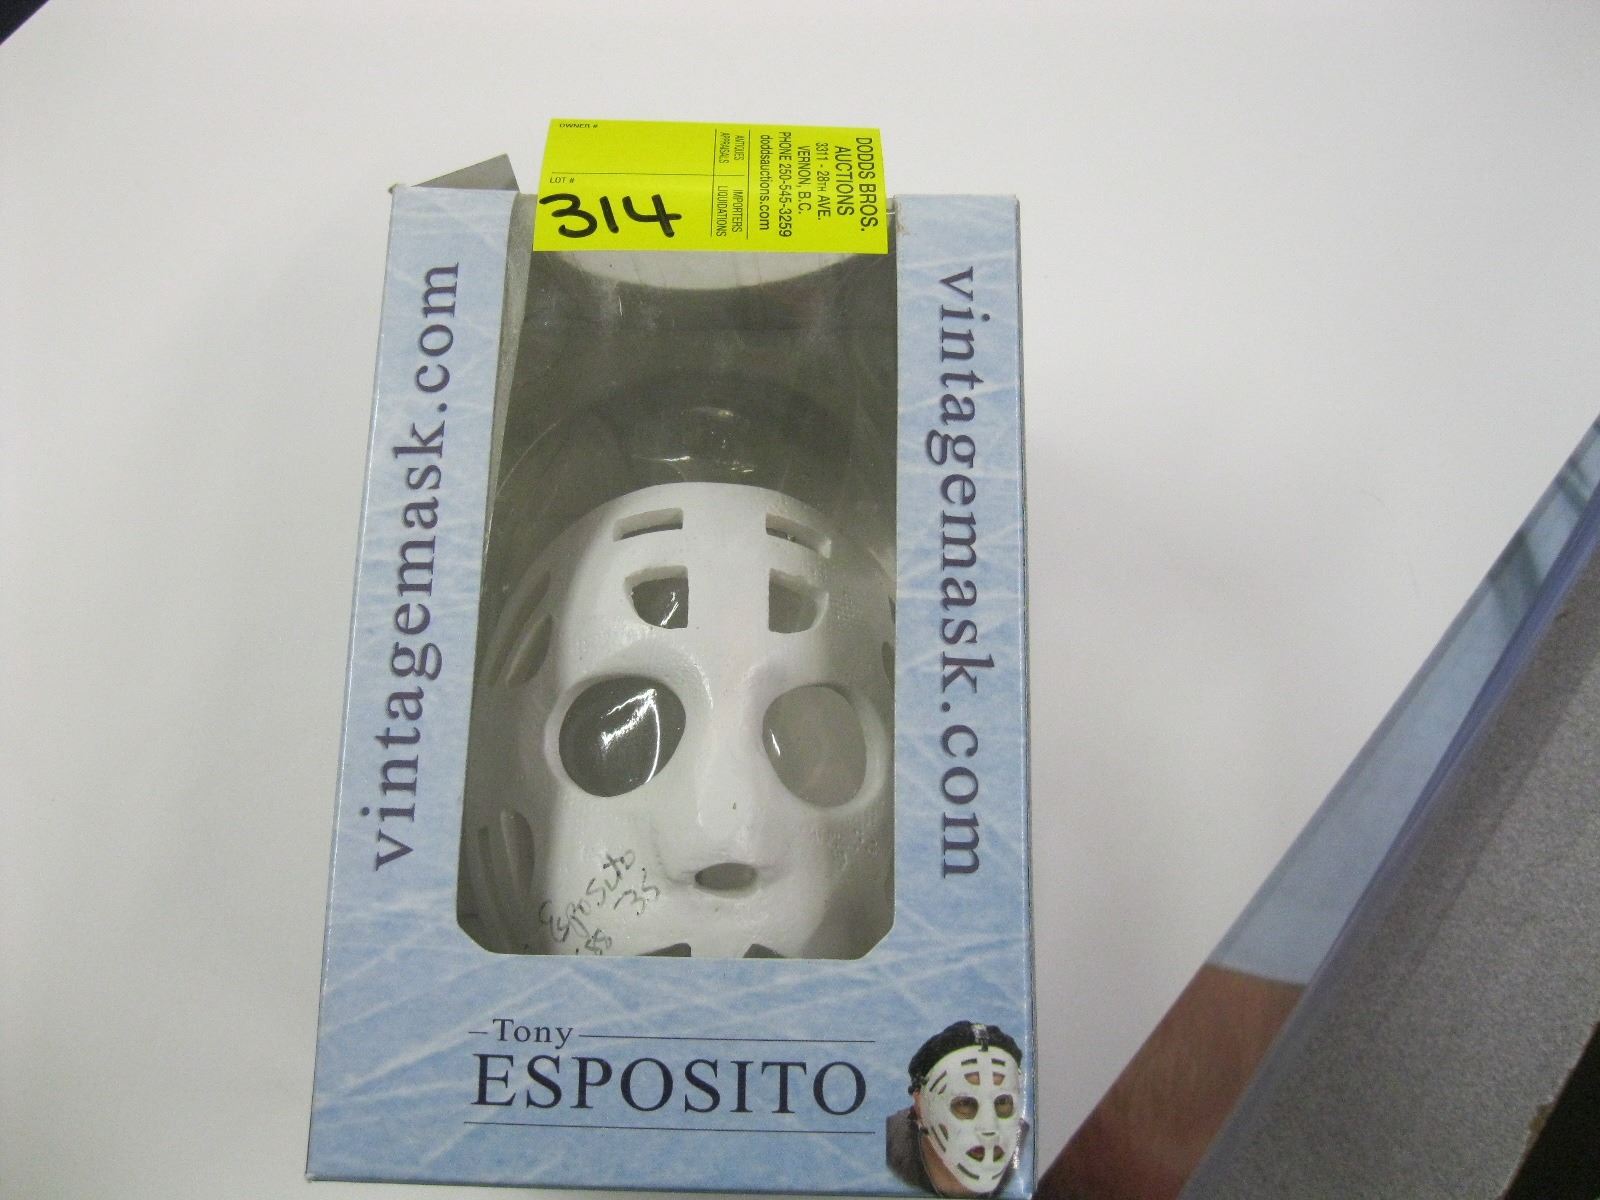 OWNER #
LOT #
314
DODDS BROS.
AUCTIONS
3311 - 28TH AVE.
VERNON, B.C.
PHONE 250-545-3259
doddsauctions.com
ANTIQUES
APPRAISALS
IMPORTERS
LIQUIDATIONS
vintagemask.com
vintagemask.com
Esposito
35
Tony
ESPOSITO